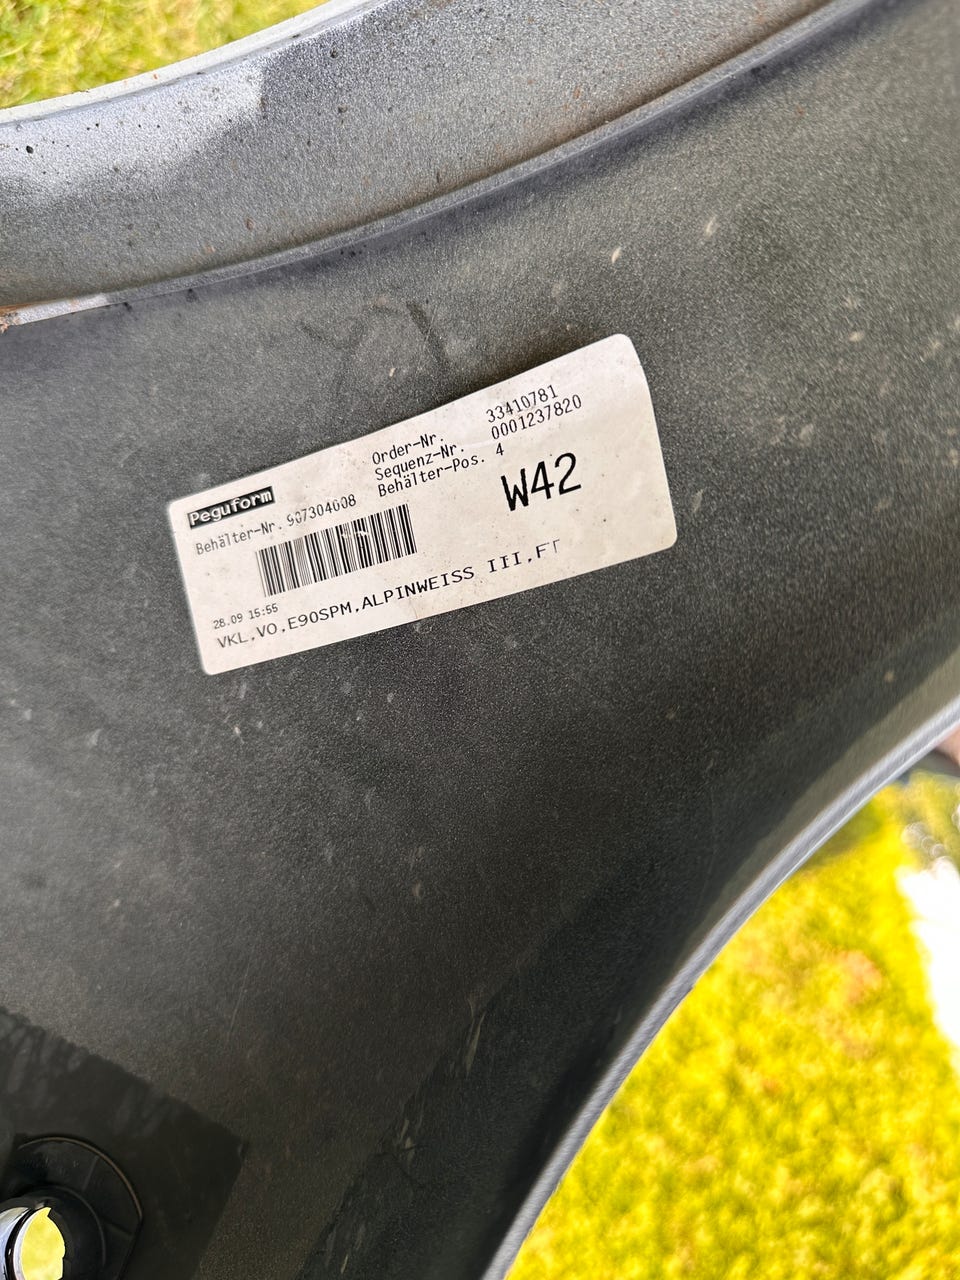 Order-Nr. 33410781
Sequenz-Nr. 0001237820
Behälter-Pos. 4
Peguform
Behälter-Nr. 907304008
W42
28.09 15:55
VKL,VO,E90SPM,ALPINWEISS III,